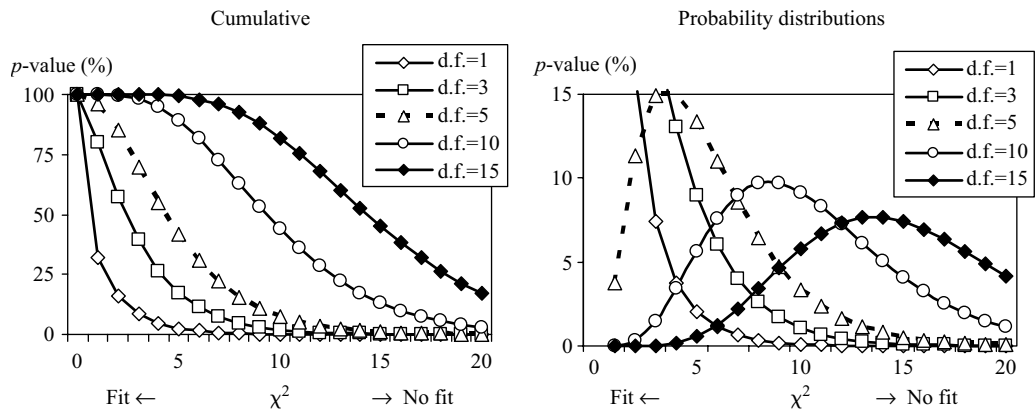 Cumulative
p-value (%)
100
75
50
25
0
0 5 10 15 20
Fit ← χ² → No fit
d.f.=1
d.f.=3
d.f.=5
d.f.=10
d.f.=15
Probability distributions
p-value (%)
15
10
5
0
0 5 10 15 20
Fit ← χ² → No fit
d.f.=1
d.f.=3
d.f.=5
d.f.=10
d.f.=15